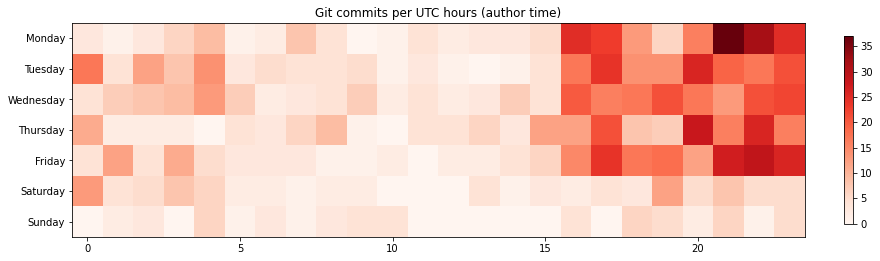 Git commits per UTC hours (author time)
Monday
Tuesday
Wednesday
Thursday
Friday
Saturday
Sunday
0 5 10 15 20
35
30
25
20
15
10
5
0